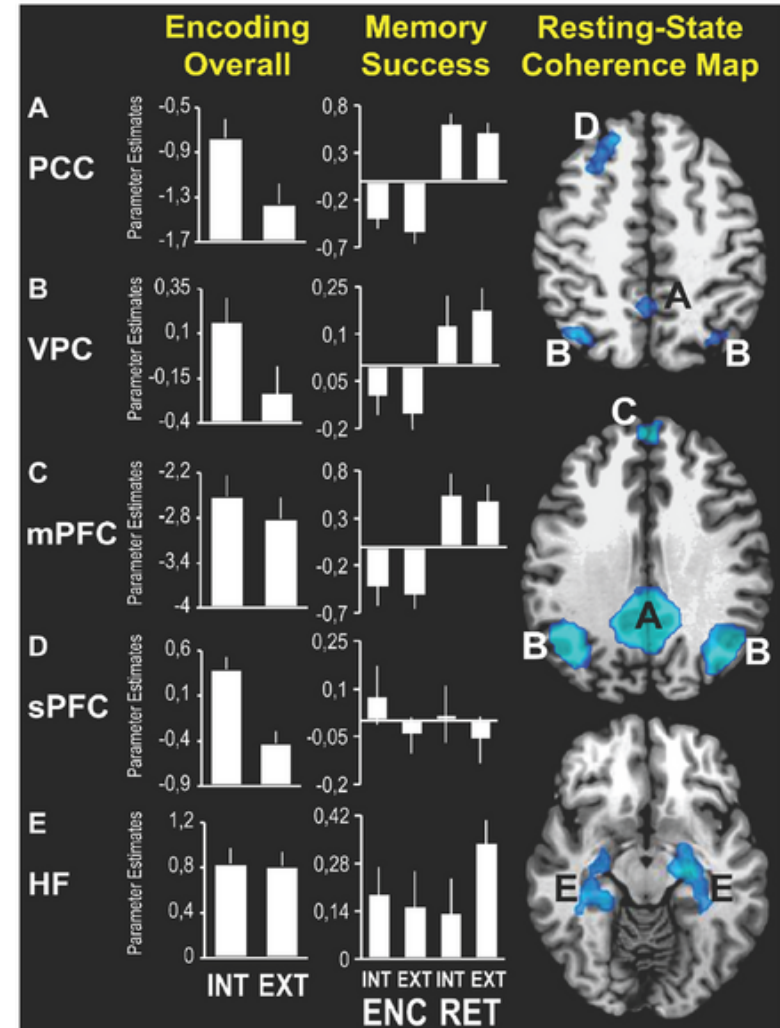 Encoding Overall
Memory Success
Resting-State Coherence Map
A
PCC
Parameter Estimates
-0,5
-0,9
-1,3
-1,7
0,8
0,3
-0,2
-0,7
B
VPC
Parameter Estimates
0,35
0,1
-0,15
-0,4
0,25
0,1
0,05
-0,2
C
mPFC
Parameter Estimates
-2,2
-2,8
-3,4
-4
0,8
0,3
-0,2
-0,7
D
sPFC
Parameter Estimates
0,6
0,1
-0,4
-0,9
0,25
0,1
-0,05
-0,2
E
HF
Parameter Estimates
1,2
0,8
0,4
0
0,42
0,28
0,14
0
INT EXT
INT EXT INT EXT
ENC RET
D
A
B
B
C
A
B
B
E
E